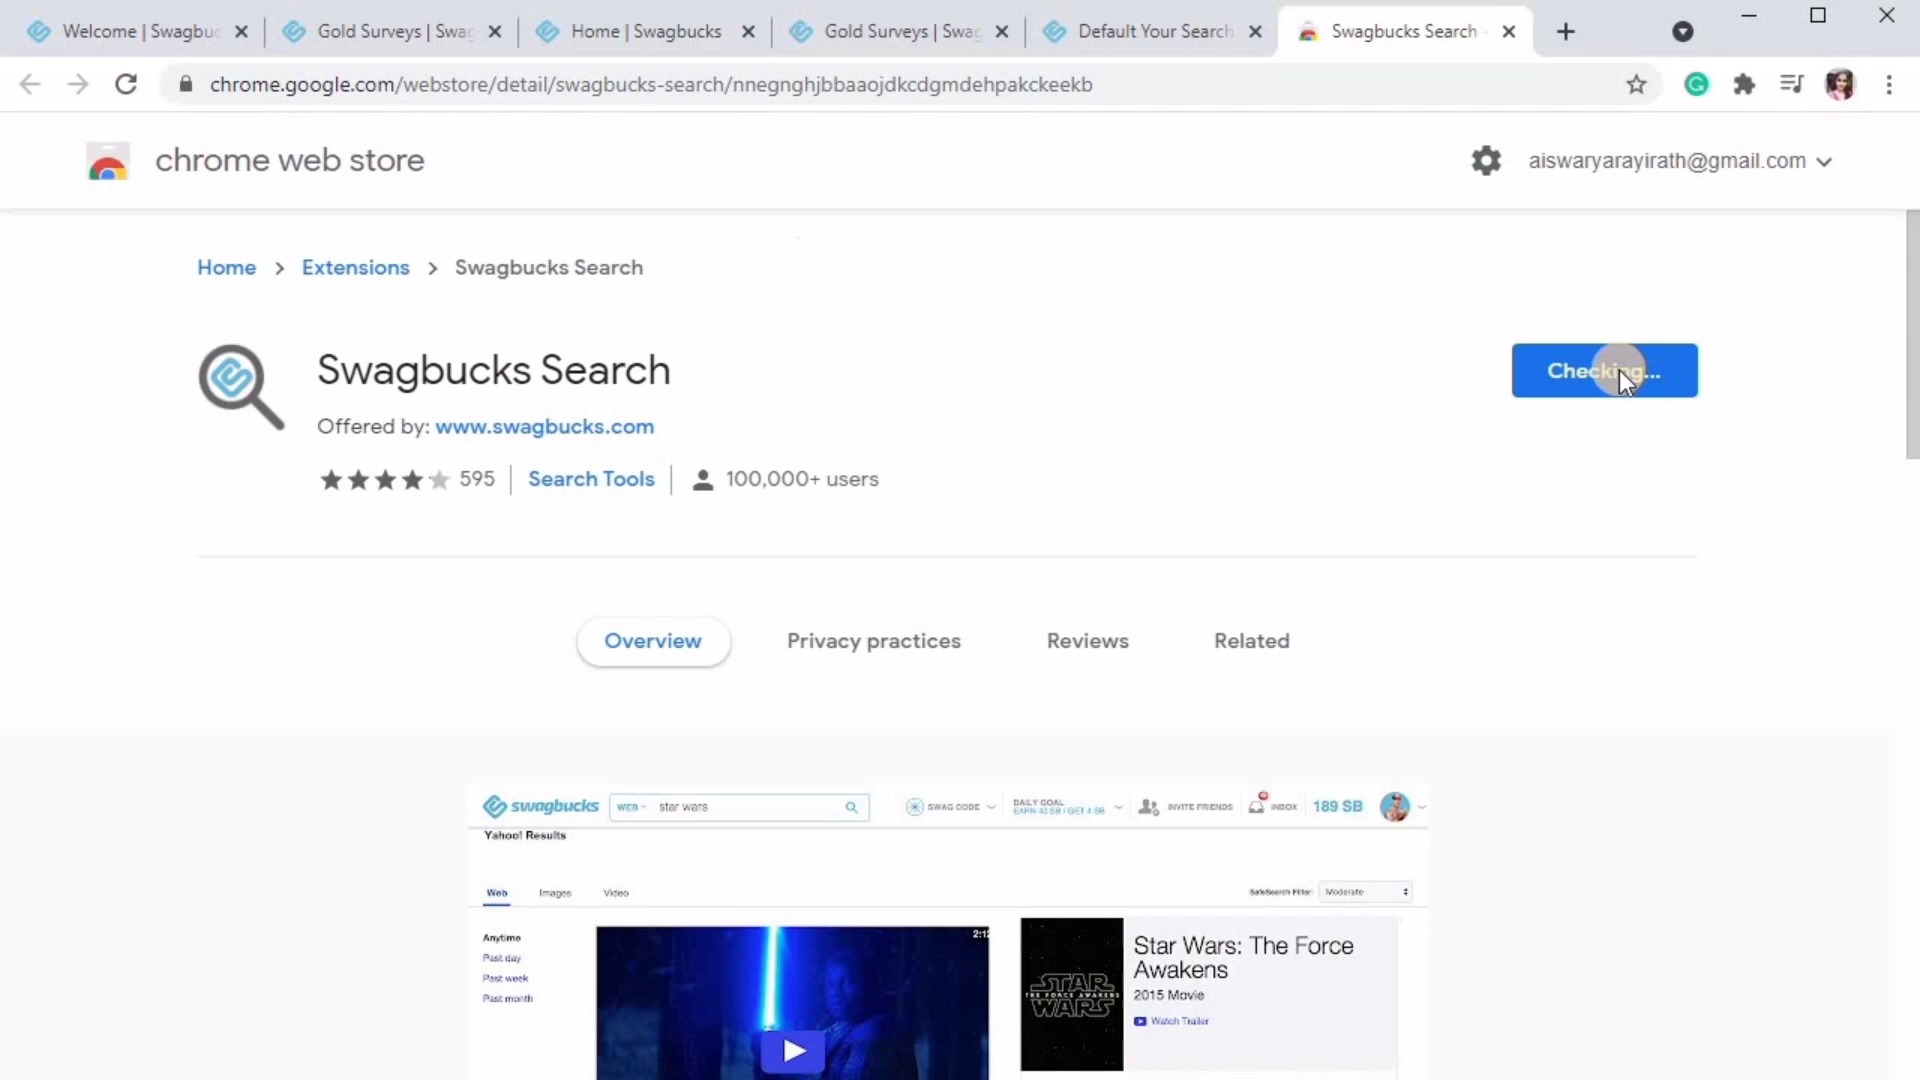 Welcome | Swagbuc
Gold Surveys | Swag
Home | Swagbucks
Gold Surveys | Swag
Default Your Search
Swagbucks Search -
chrome.google.com/webstore/detail/swagbucks-search/nnegnghjbbaaojdkcdgmdehpakckeekb
chrome web store
aiswaryarayirath@gmail.com
Home > Extensions > Swagbucks Search
Swagbucks Search
Checking...
Offered by: www.swagbucks.com
595 | Search Tools | 100,000+ users
Overview
Privacy practices
Reviews
Related
swagbucks
WEB
star wars
SWAG CODE
DAILY GOAL
EARN 40 SB / GET 4 SB
INVITE FRIENDS
INBOX
189 SB
Yahoo! Results
Web
Images
Video
SafeSearch Filter:
Moderate
Anytime
Past day
Past week
Past month
2:12
STAR
THE FORCE AWAKENS
WARS
Star Wars: The Force
Awakens
2015 Movie
Watch Trailer